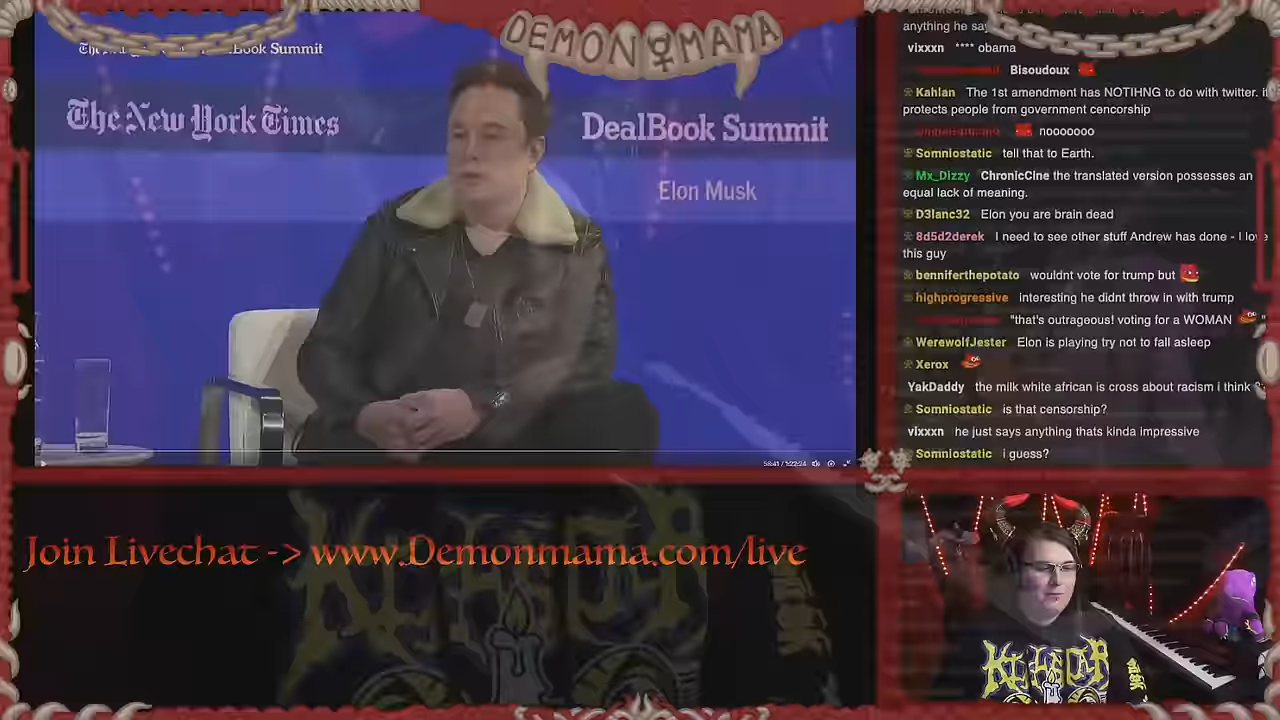 DEMON MAMA
DealBook Summit
The New York Times
DealBook Summit
Elon Musk
56:41 / 1:22:24
anything he say
vixxxn **** obama
Bisoudoux
Kahlan The 1st amendment has NOTIHNG to do with twitter. it
protects people from government cencorship
nooooooo
Somniostatic tell that to Earth.
Mx_Dizzy ChronicCine the translated version possesses an
equal lack of meaning.
D3lanc32 Elon you are brain dead
8d5d2derek I need to see other stuff Andrew has done - I love
this guy
benniferthepotato wouldnt vote for trump but
highprogressive interesting he didnt throw in with trump
"that's outrageous! voting for a WOMAN "
WerewolfJester Elon is playing try not to fall asleep
Xerox
YakDaddy the milk white african is cross about racism i think
Somniostatic is that censorship?
vixxxn he just says anything thats kinda impressive
Somniostatic i guess?
Join Livechat -> www.Demonmama.com/live